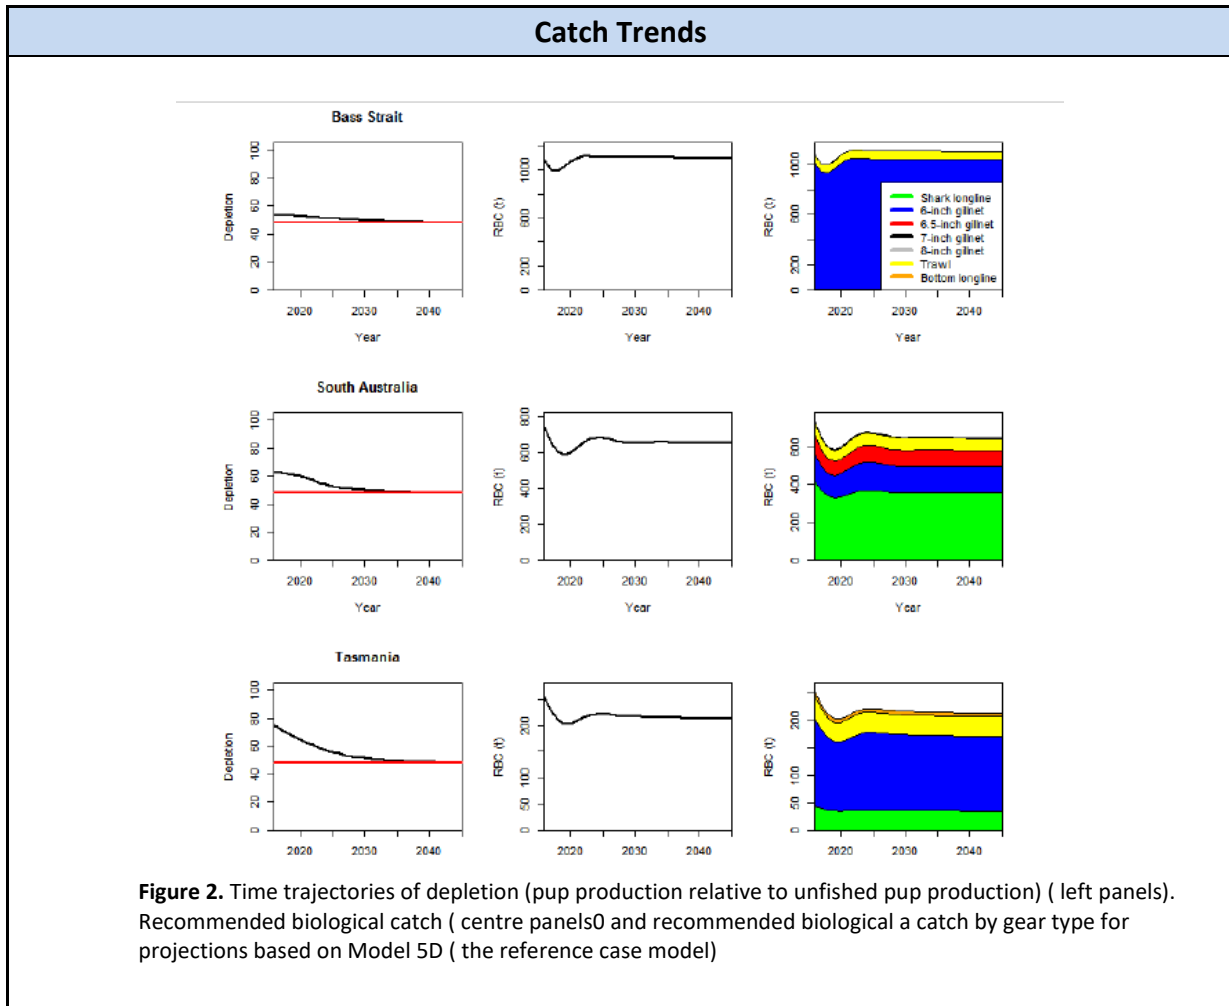 Catch Trends
Bass Strait
Depletion
0 20 40 60 80 100
2020 2030 2040
Year
RBC (t)
0 200 600 1000
2020 2030 2040
Year
RBC (t)
0 200 600 1000
2020 2030 2040
Year
Shark longline
6-inch gillnet
6.5-inch gillnet
7-inch gillnet
8-inch gillnet
Trawl
Bottom longline
South Australia
Depletion
0 20 40 60 80 100
2020 2030 2040
Year
RBC (t)
0 200 400 600 800
2020 2030 2040
Year
RBC (t)
0 200 400 600
2020 2030 2040
Year
Tasmania
Depletion
0 20 40 60 80 100
2020 2030 2040
RBC (t)
0 50 100 200
2020 2030 2040
RBC (t)
0 50 100 200
2020 2030 2040
Figure 2. Time trajectories of depletion (pup production relative to unfished pup production) ( left panels).
Recommended biological catch ( centre panels0 and recommended biological a catch by gear type for
projections based on Model 5D ( the reference case model)